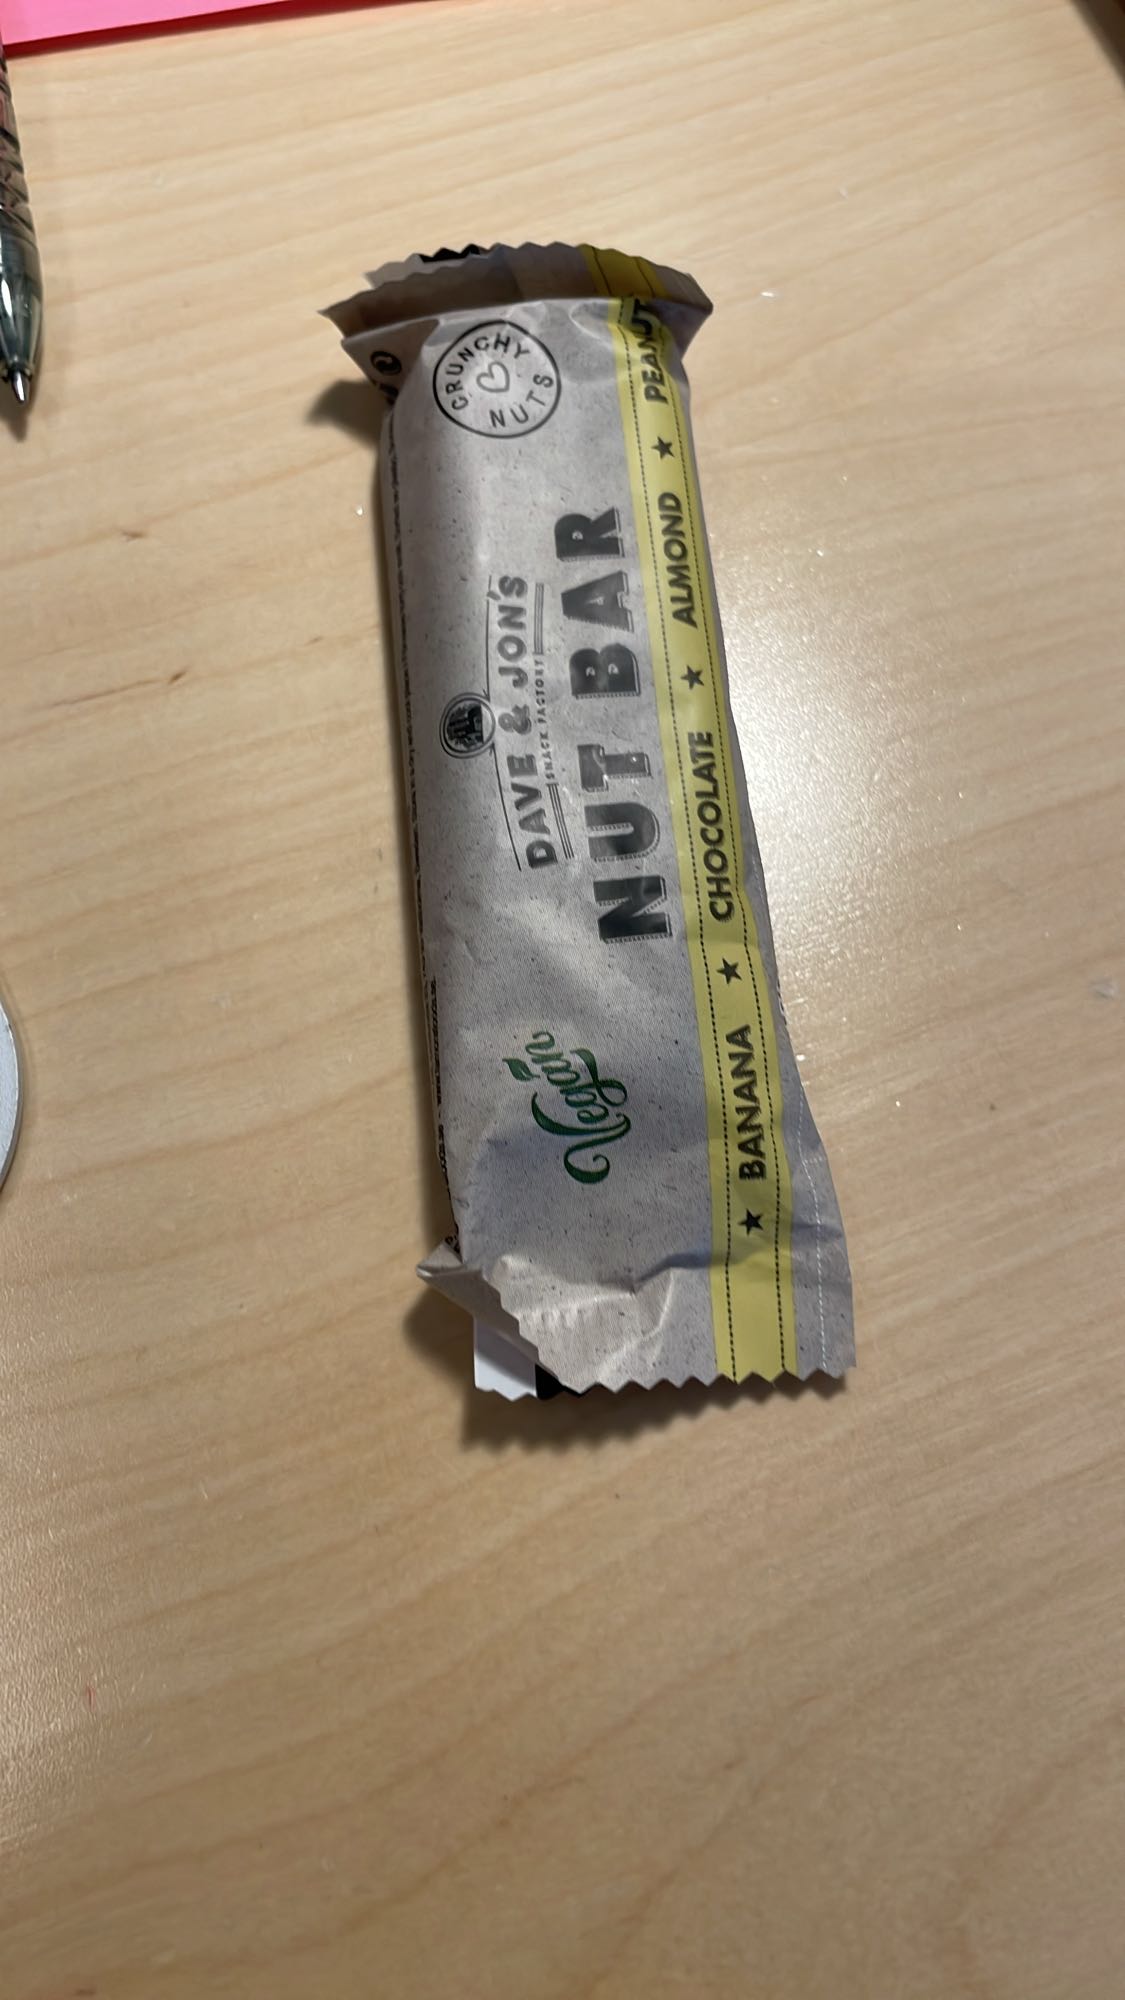 CRUNCHY
NUTS
DAVE & JON'S
SNACK FACTORY
NUT BAR
Vegan
★ BANANA ★ CHOCOLATE ★ ALMOND ★ PEANUT